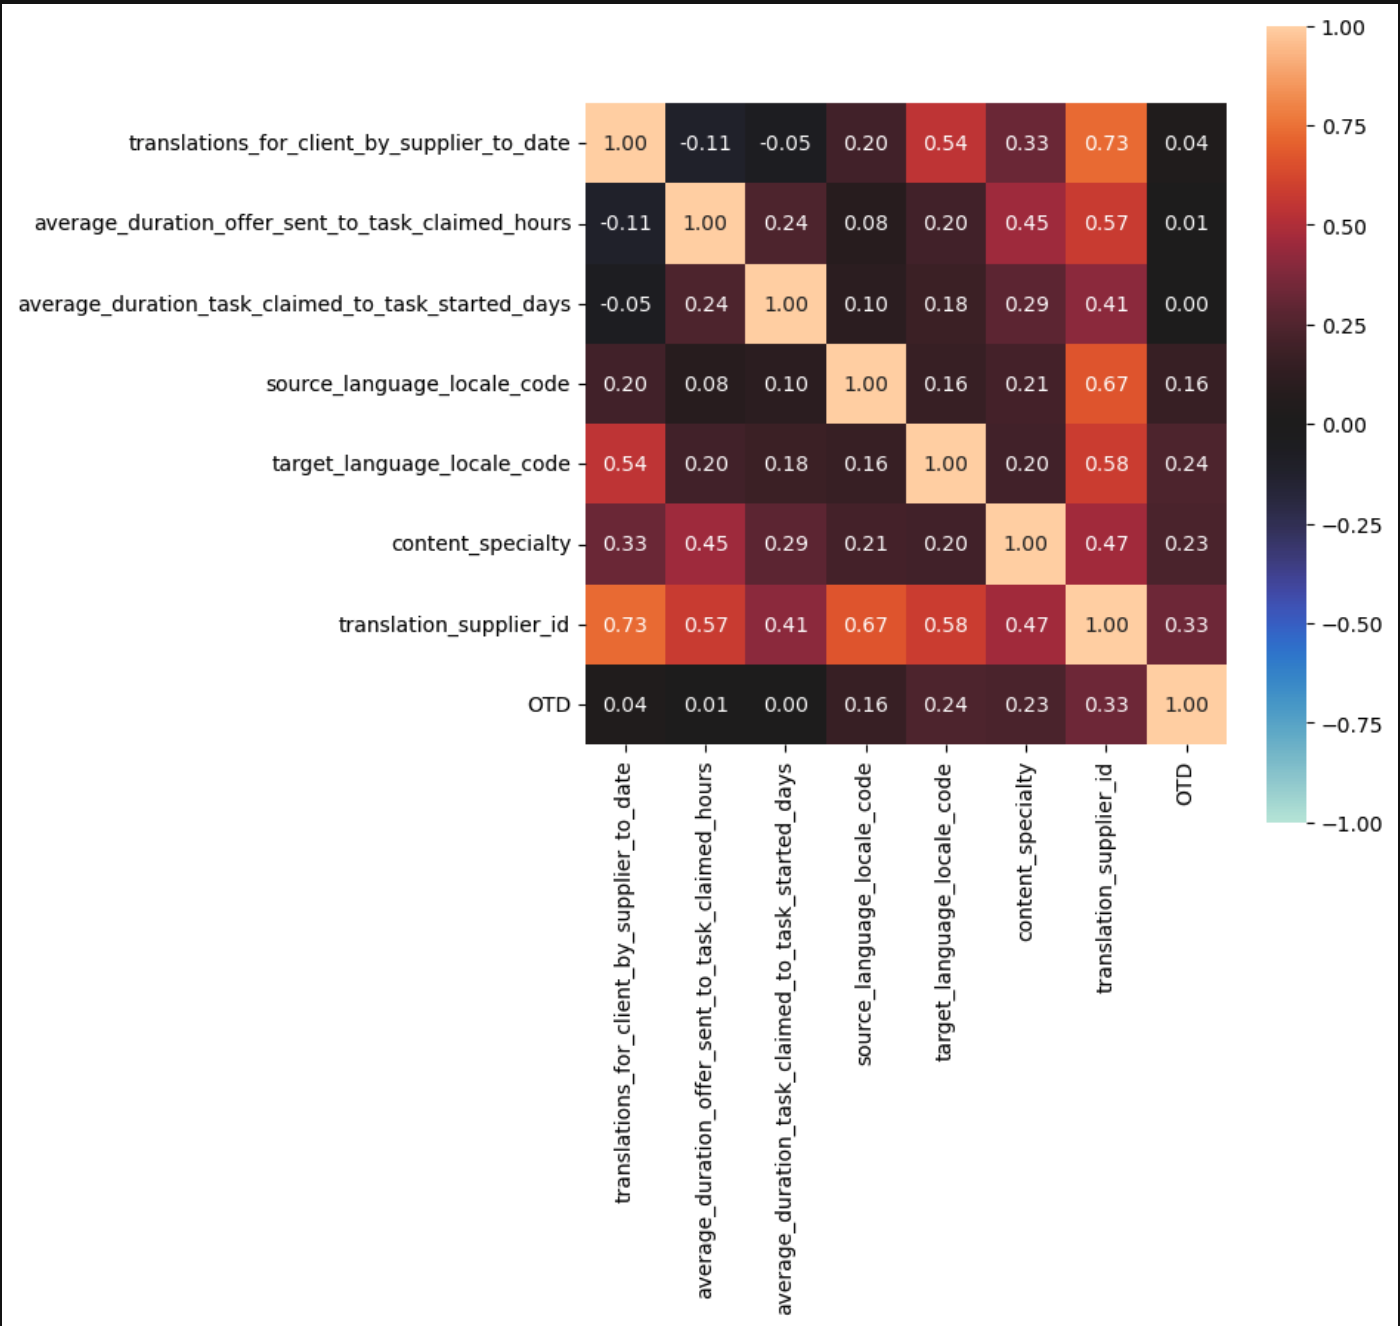 1.00
0.75
0.50
0.25
0.00
−0.25
−0.50
−0.75
−1.00
translations_for_client_by_supplier_to_date 1.00 -0.11 -0.05 0.20 0.54 0.33 0.73 0.04
average_duration_offer_sent_to_task_claimed_hours -0.11 1.00 0.24 0.08 0.20 0.45 0.57 0.01
average_duration_task_claimed_to_task_started_days -0.05 0.24 1.00 0.10 0.18 0.29 0.41 0.00
source_language_locale_code 0.20 0.08 0.10 1.00 0.16 0.21 0.67 0.16
target_language_locale_code 0.54 0.20 0.18 0.16 1.00 0.20 0.58 0.24
content_specialty 0.33 0.45 0.29 0.21 0.20 1.00 0.47 0.23
translation_supplier_id 0.73 0.57 0.41 0.67 0.58 0.47 1.00 0.33
OTD 0.04 0.01 0.00 0.16 0.24 0.23 0.33 1.00
translations_for_client_by_supplier_to_date
average_duration_offer_sent_to_task_claimed_hours
average_duration_task_claimed_to_task_started_days
source_language_locale_code
target_language_locale_code
content_specialty
translation_supplier_id
OTD